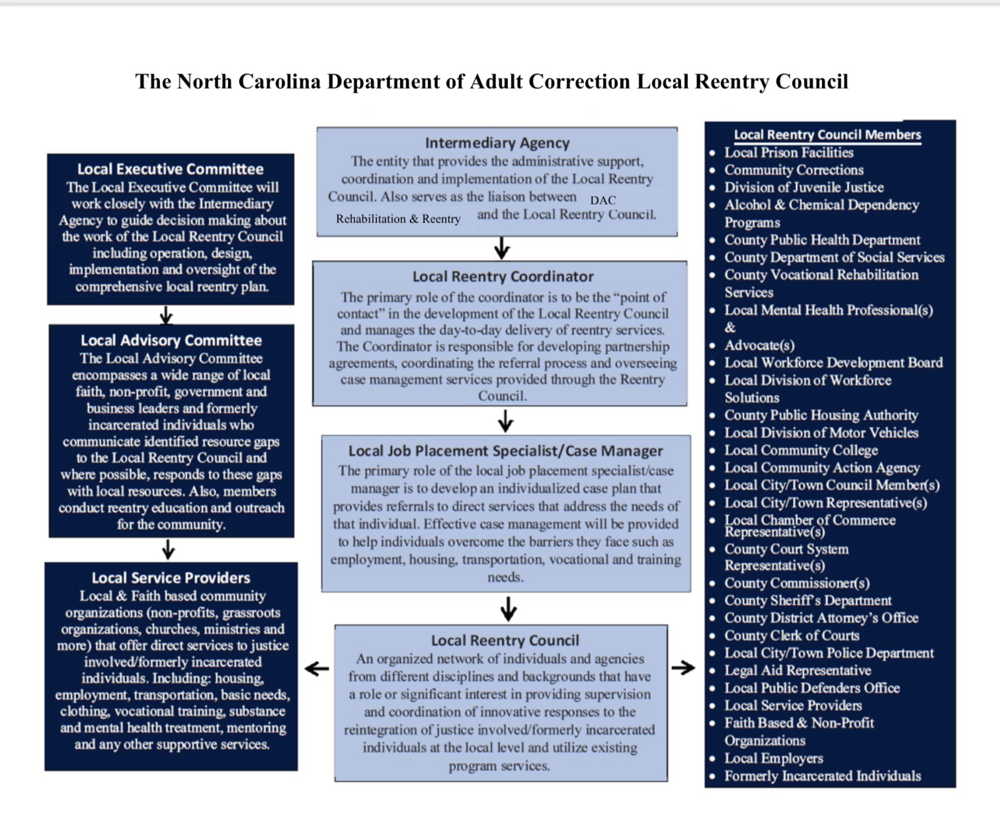 The North Carolina Department of Adult Correction Local Reentry Council
Local Executive Committee
The Local Executive Committee will
work closely with the Intermediary
Agency to guide decision making about
the work of the Local Reentry Council
including operation, design,
implementation and oversight of the
comprehensive local reentry plan.
Local Advisory Committee
The Local Advisory Committee
encompasses a wide range of local
faith, non-profit, government and
business leaders and formerly
incarcerated individuals who
communicate identified resource gaps
to the Local Reentry Council and
where possible, responds to these gaps
with local resources. Also, members
conduct reentry education and outreach
for the community.
Local Service Providers
Local & Faith based community
organizations (non-profits, grassroots
organizations, churches, ministries and
more) that offer direct services to justice
involved/formerly incarcerated
individuals. Including: housing,
employment, transportation, basic needs,
clothing, vocational training, substance
and mental health treatment, mentoring
and any other supportive services.
Intermediary Agency
The entity that provides the administrative support,
coordination and implementation of the Local Reentry
Council. Also serves as the liaison between DAC
Rehabilitation & Reentry and the Local Reentry Council.
Local Reentry Coordinator
The primary role of the coordinator is to be the “point of
contact” in the development of the Local Reentry Council
and manages the day-to-day delivery of reentry services.
The Coordinator is responsible for developing partnership
agreements, coordinating the referral process and overseeing
case management services provided through the Reentry
Council.
Local Job Placement Specialist/Case Manager
The primary role of the local job placement specialist/case
manager is to develop an individualized case plan that
provides referrals to direct services that address the needs of
that individual. Effective case management will be provided
to help individuals overcome the barriers they face such as
employment, housing, transportation, vocational and training
needs.
Local Reentry Council
An organized network of individuals and agencies
from different disciplines and backgrounds that have
a role or significant interest in providing supervision
and coordination of innovative responses to the
reintegration of justice involved/formerly incarcerated
individuals at the local level and utilize existing
program services.
Local Reentry Council Members
• Local Prison Facilities
• Community Corrections
• Division of Juvenile Justice
• Alcohol & Chemical Dependency
Programs
• County Public Health Department
• County Department of Social Services
• County Vocational Rehabilitation
Services
• Local Mental Health Professional(s)
&
• Advocate(s)
• Local Workforce Development Board
• Local Division of Workforce
Solutions
• County Public Housing Authority
• Local Division of Motor Vehicles
• Local Community College
• Local Community Action Agency
• Local City/Town Council Member(s)
• Local City/Town Representative(s)
• Local Chamber of Commerce
Representative(s)
• County Court System
Representative(s)
• County Commissioner(s)
• County Sheriff's Department
• County District Attorney’s Office
• County Clerk of Courts
• Local City/Town Police Department
• Legal Aid Representative
• Local Public Defenders Office
• Local Service Providers
• Faith Based & Non-Profit
Organizations
• Local Employers
• Formerly Incarcerated Individuals